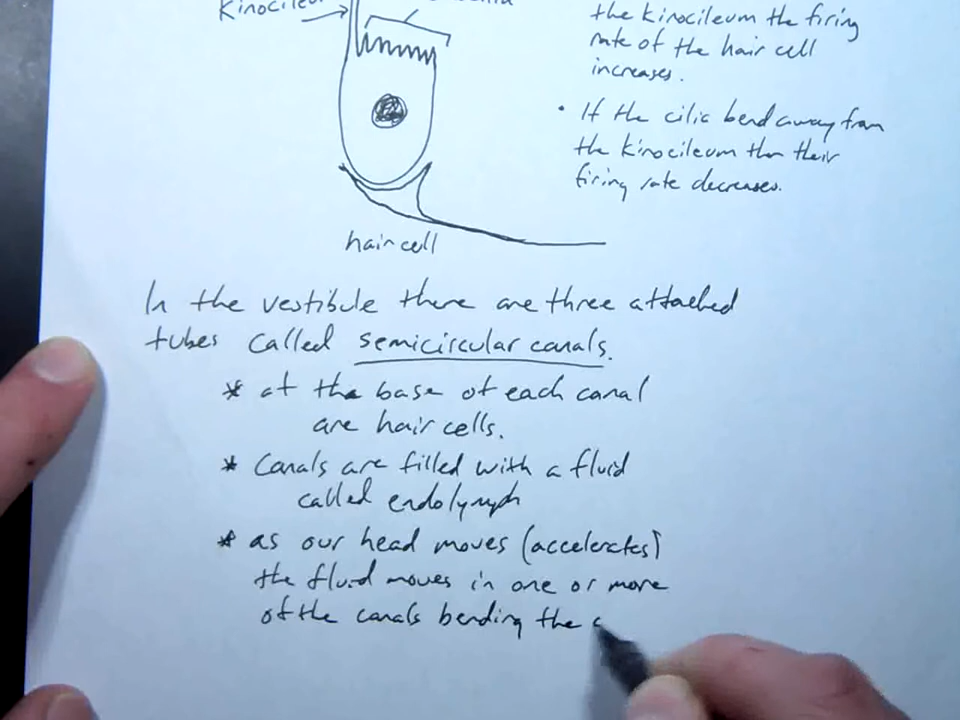 Kinocileu
the kinocileum the firing
rate of the hair cell
increases.
• If the cilia bend away from
the kinocileum then their
firing rate decreases.
hair cell
In the vestibule there are three attached
tubes called semicircular canals.
* at the base of each canal
are hair cells.
* Canals are filled with a fluid
called endolymph
* as our head moves (accelerates)
the fluid moves in one or more
of the canals bending the c